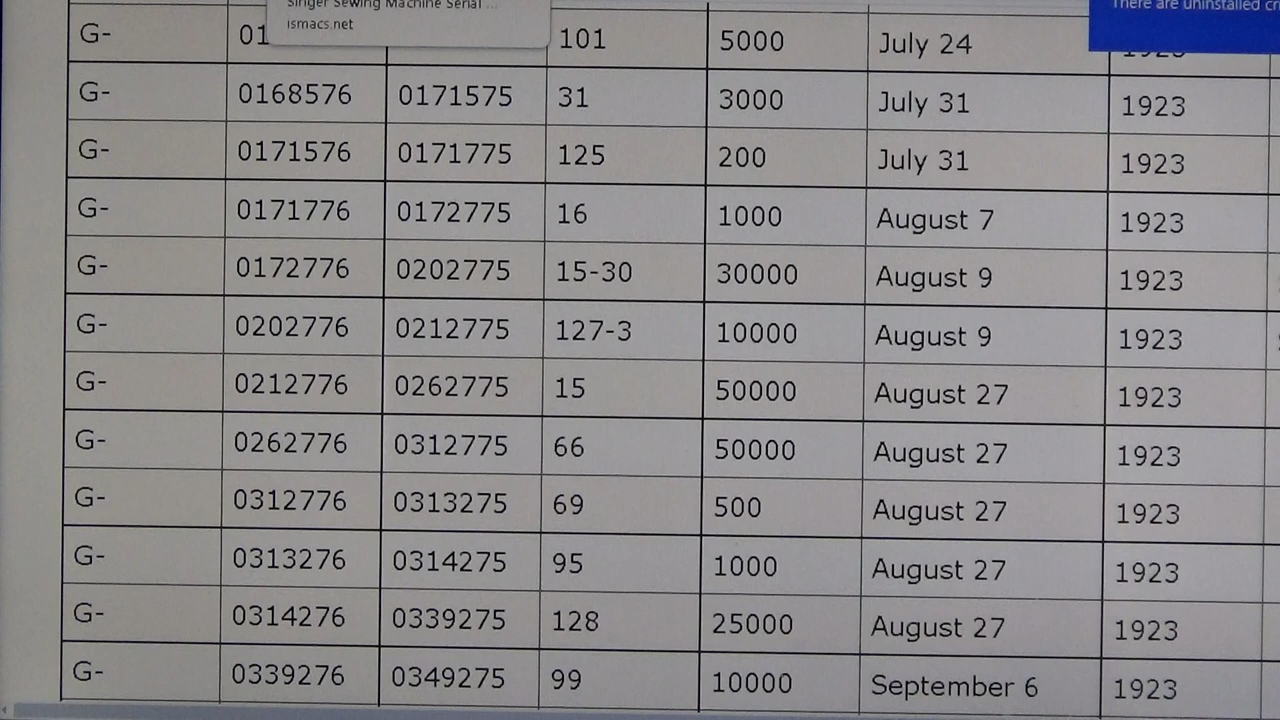 Singer Sewing Machine Serial ...
ismacs.net
There are uninstalled
G- 01 101 5000 July 24 1923
G- 0168576 0171575 31 3000 July 31 1923
G- 0171576 0171775 125 200 July 31 1923
G- 0171776 0172775 16 1000 August 7 1923
G- 0172776 0202775 15-30 30000 August 9 1923
G- 0202776 0212775 127-3 10000 August 9 1923
G- 0212776 0262775 15 50000 August 27 1923
G- 0262776 0312775 66 50000 August 27 1923
G- 0312776 0313275 69 500 August 27 1923
G- 0313276 0314275 95 1000 August 27 1923
G- 0314276 0339275 128 25000 August 27 1923
G- 0339276 0349275 99 10000 September 6 1923